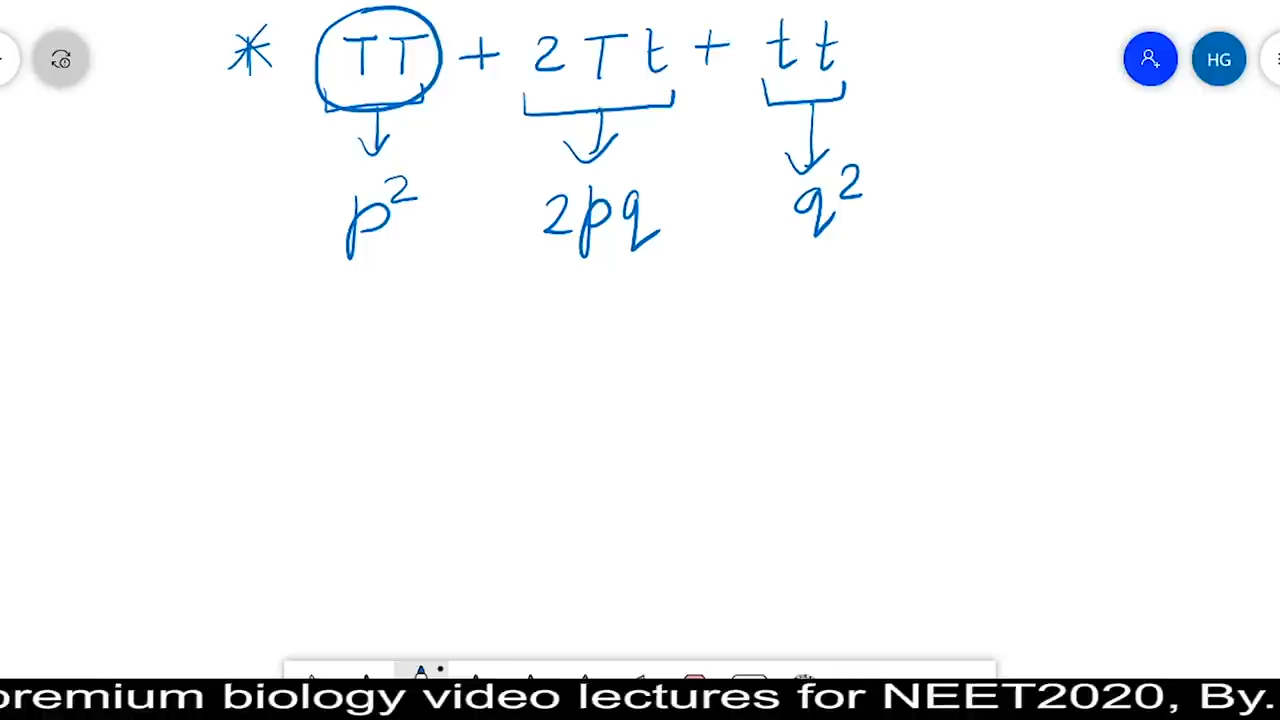 * TT + 2Tt + tt
p² 2pq q²
HG
premium biology video lectures for NEET2020, By.